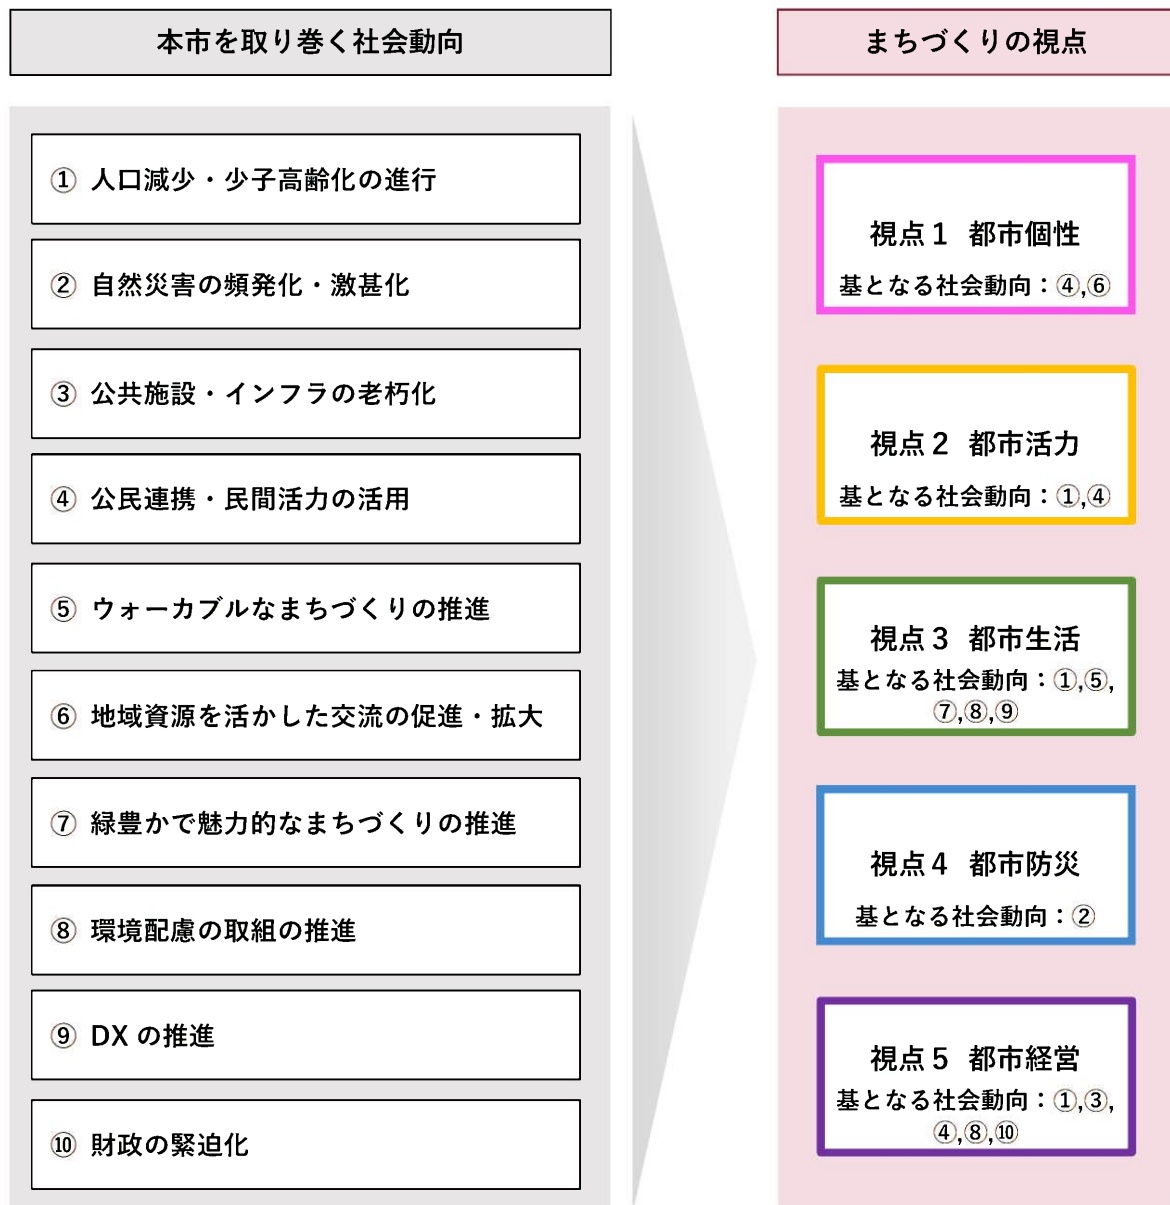 本市を取り巻く社会動向
① 人口減少・少子高齢化の進行
② 自然災害の頻発化・激甚化
③ 公共施設・インフラの老朽化
④ 公民連携・民間活力の活用
⑤ ウォーカブルなまちづくりの推進
⑥ 地域資源を活かした交流の促進・拡大
⑦ 緑豊かで魅力的なまちづくりの推進
⑧ 環境配慮の取組の推進
⑨ DX の推進
⑩ 財政の緊迫化
まちづくりの視点
視点1 都市個性
基となる社会動向:④,⑥
視点2 都市活力
基となる社会動向:①,④
視点3 都市生活
基となる社会動向:①,⑤,
⑦,⑧,⑨
視点4 都市防災
基となる社会動向:②
視点5 都市経営
基となる社会動向:①,③,
④,⑧,⑩